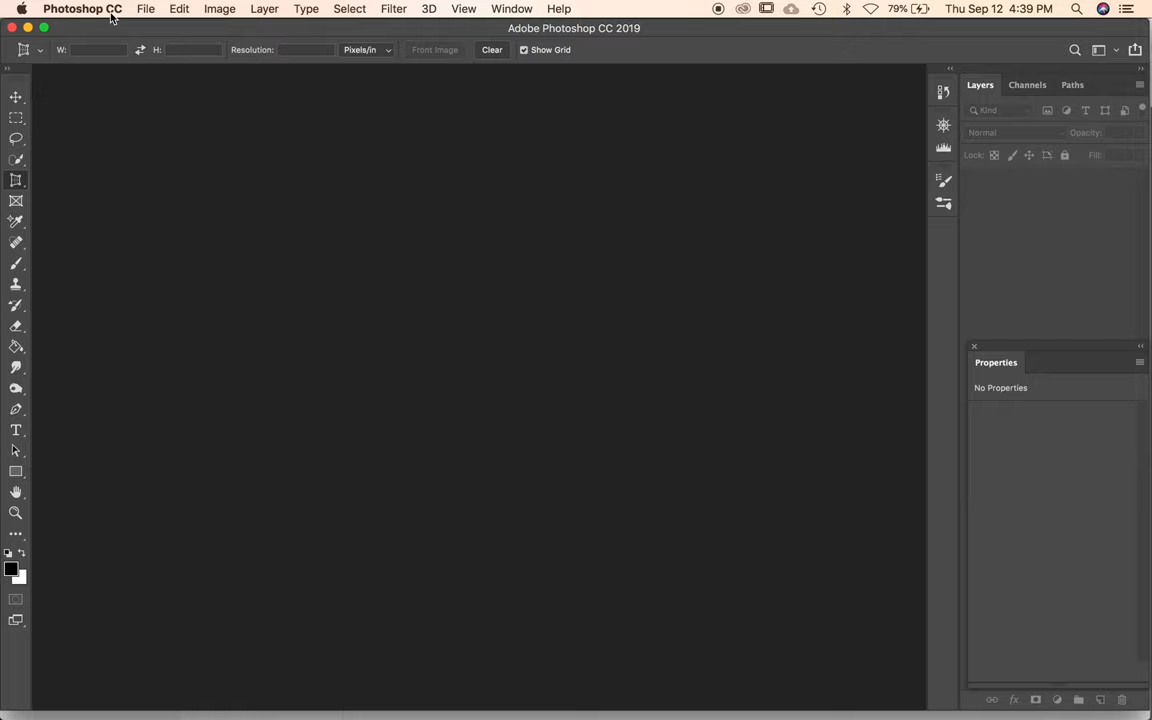 Photoshop CC File Edit Image Layer Type Select Filter 3D View Window Help 79% Thu Sep 12 4:39 PM
Adobe Photoshop CC 2019
W: H: Resolution: Pixels/in Front Image Clear Show Grid
Layers Channels Paths
Kind
Normal Opacity:
Lock: Fill:
Properties
No Properties
T
fx